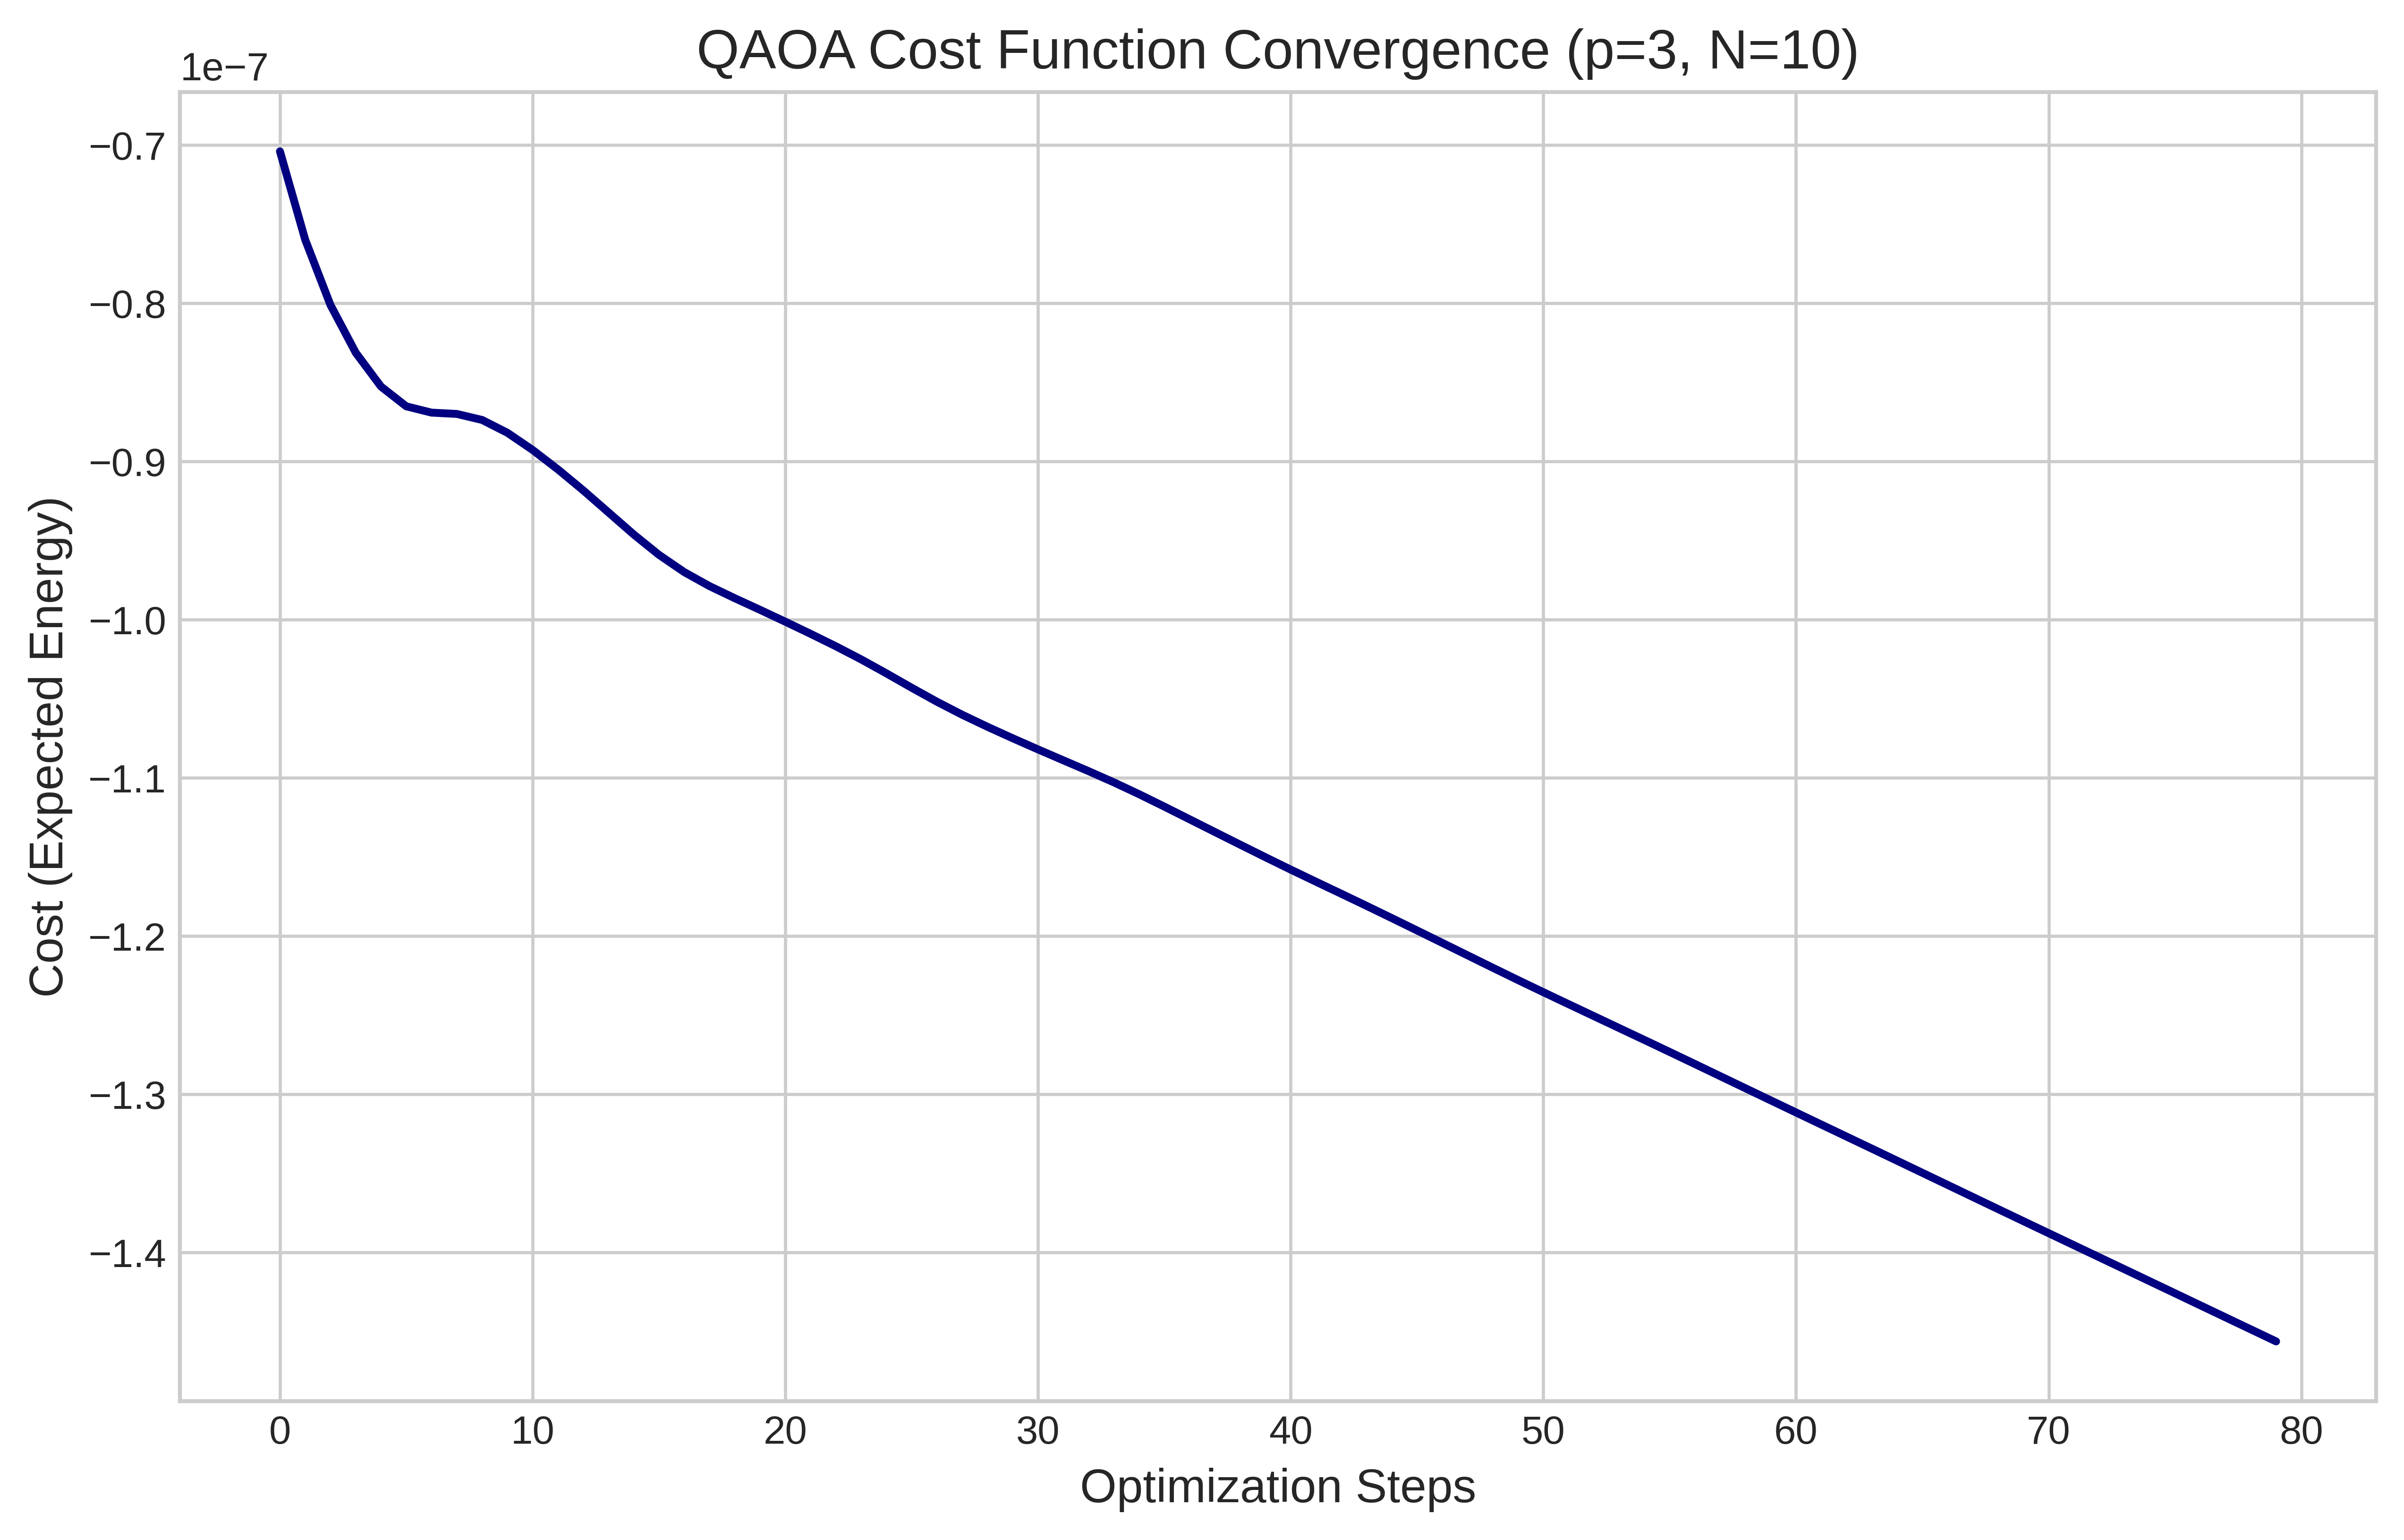 QAOA Cost Function Convergence (p=3, N=10)
1e−7
−0.7
−0.8
−0.9
−1.0
−1.1
−1.2
−1.3
−1.4
Cost (Expected Energy)
0 10 20 30 40 50 60 70 80
Optimization Steps